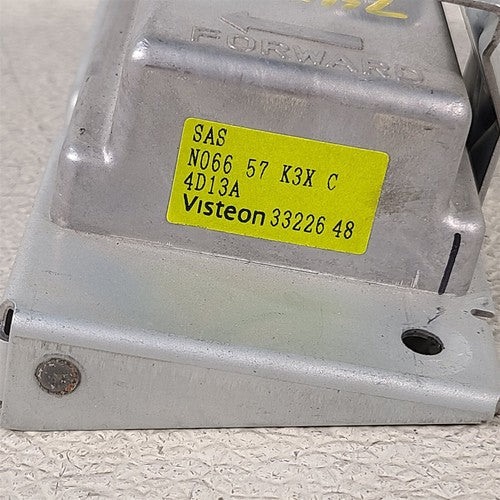 FORWARD
SAS
N066 57 K3X C
4D13A
Visteon 33226 48